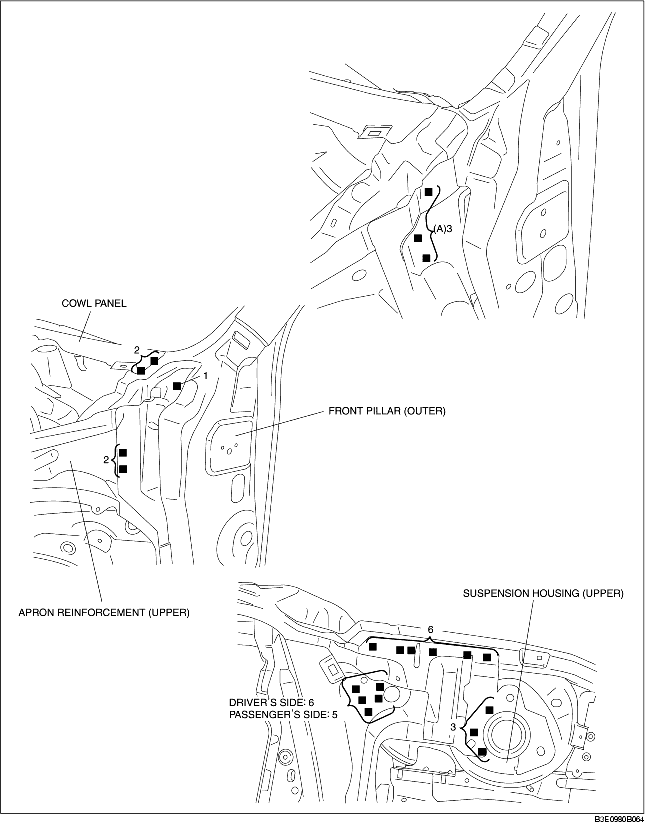 (A)3
COWL PANEL
2
1
FRONT PILLAR (OUTER)
2
APRON REINFORCEMENT (UPPER)
SUSPENSION HOUSING (UPPER)
6
DRIVER'S SIDE: 6
PASSENGER'S SIDE: 5
3
B3E0980B064